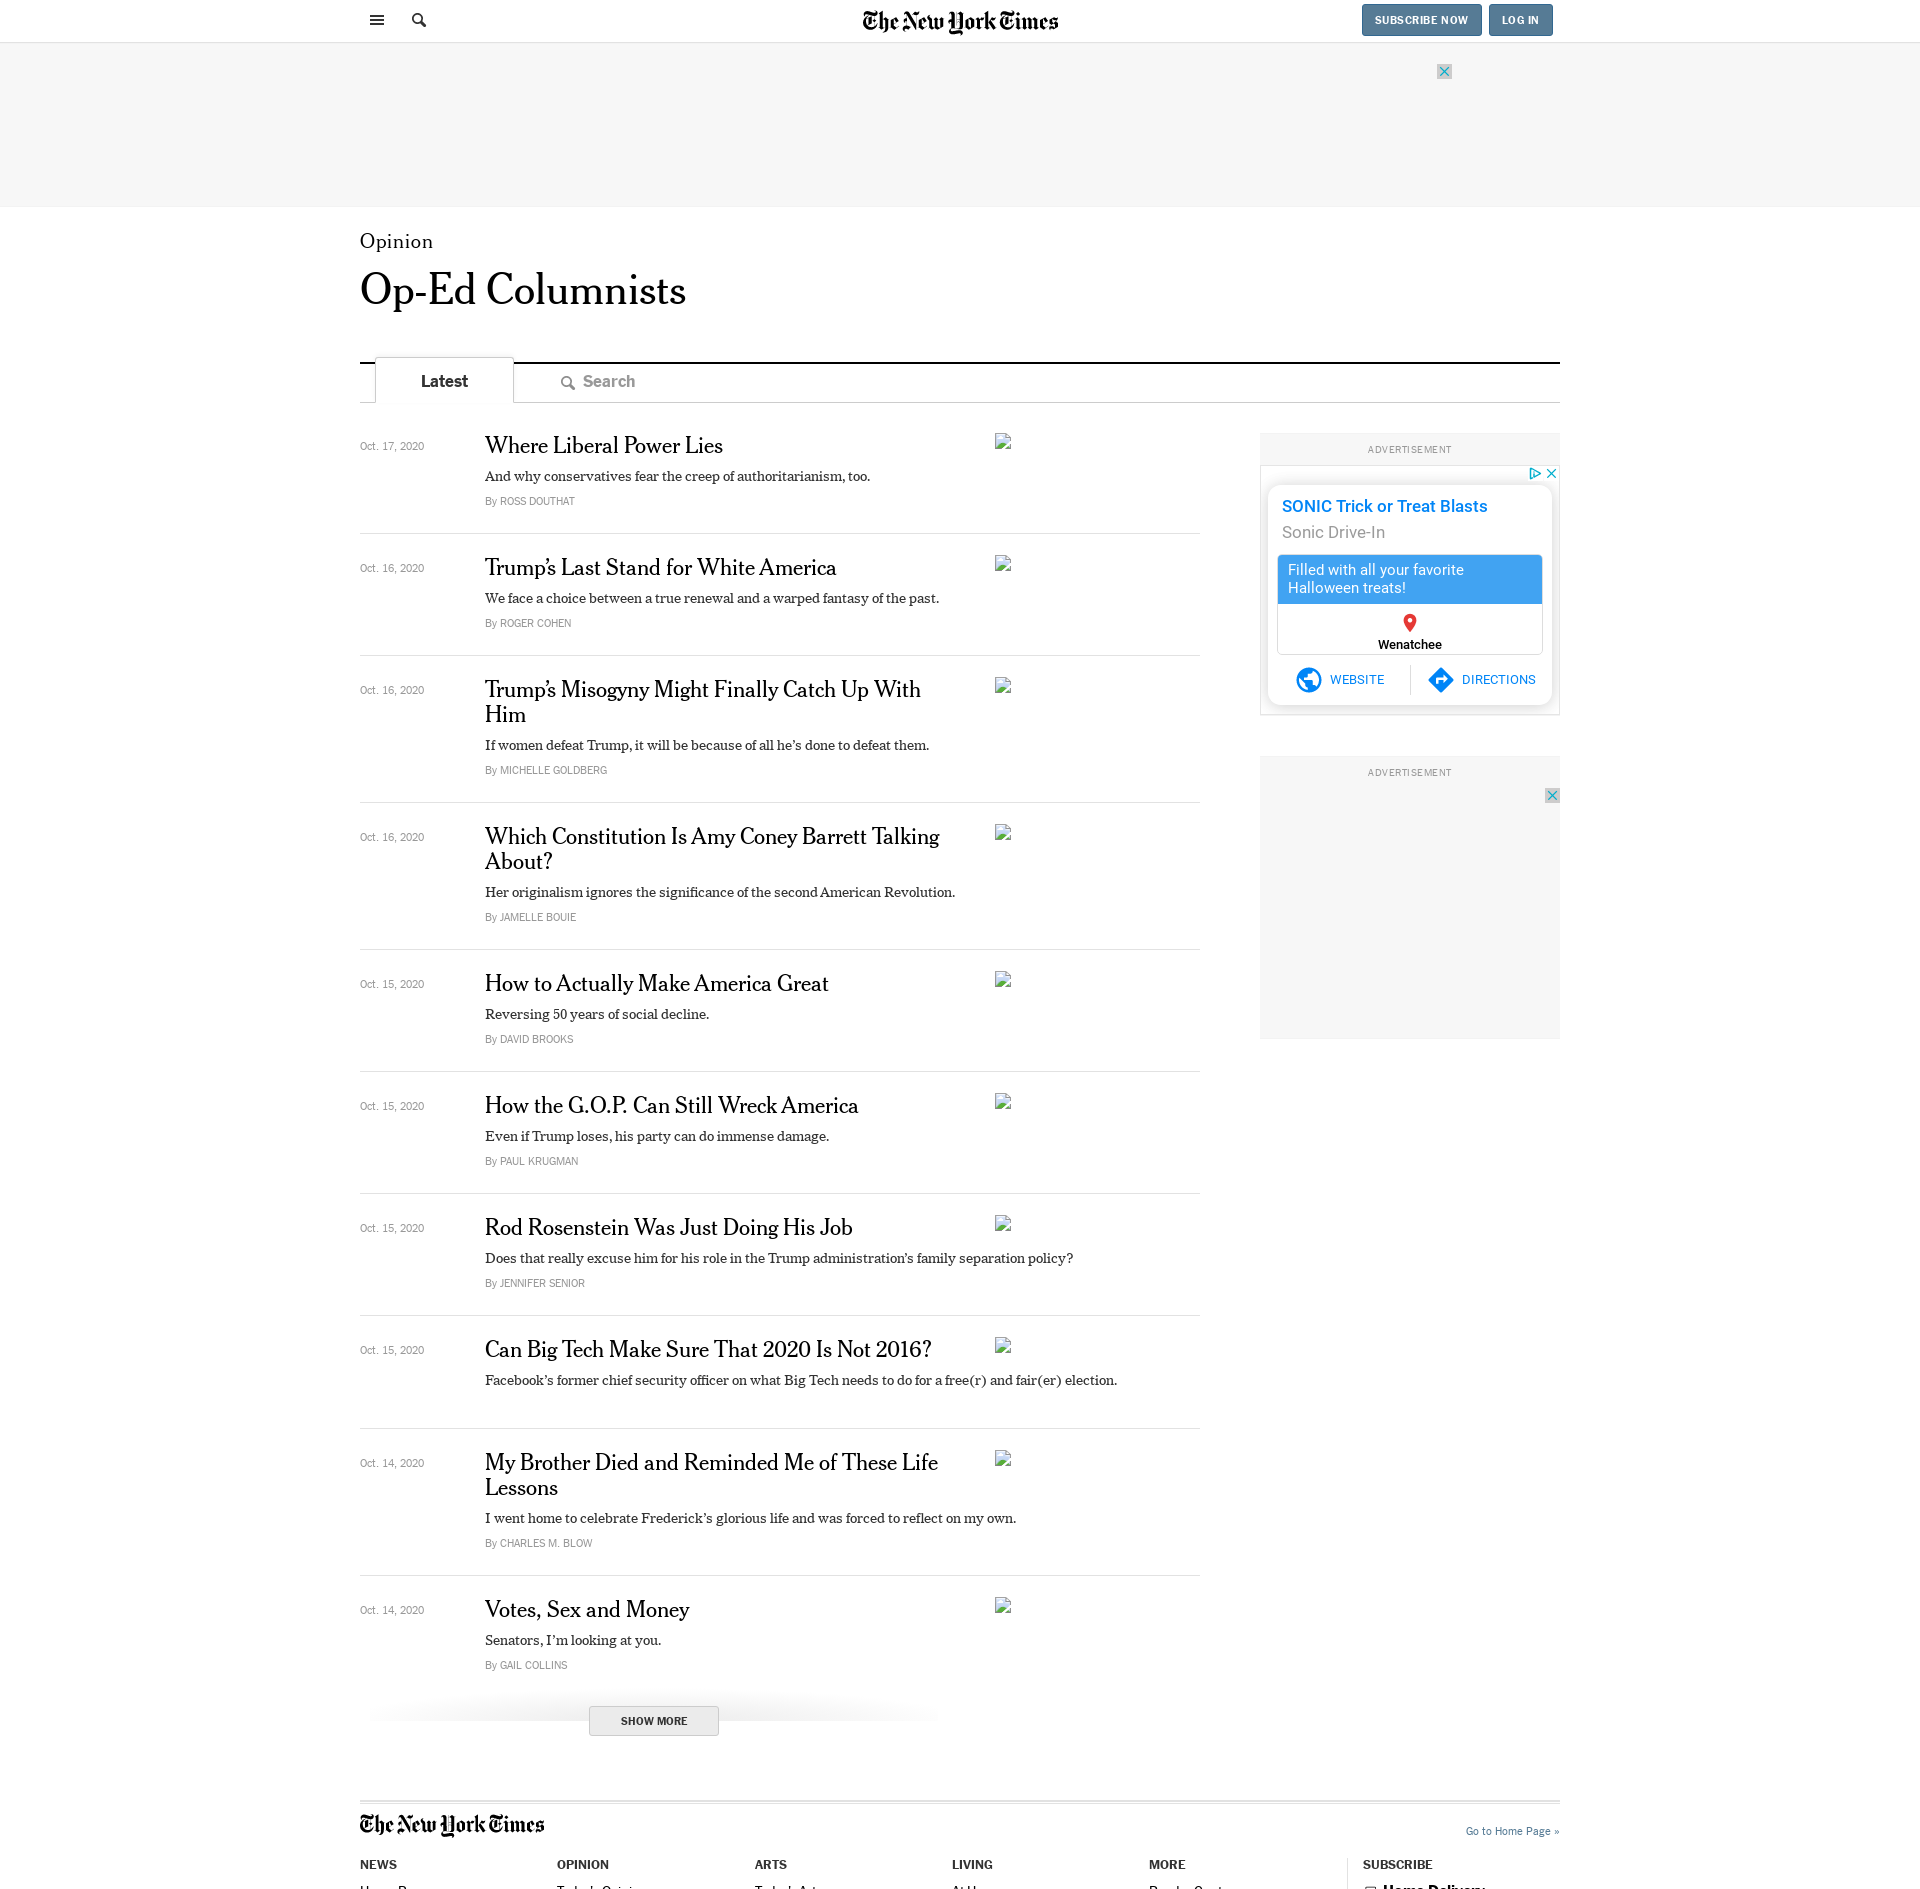 The New York Times
SUBSCRIBE NOW
LOG IN
Opinion
Op-Ed Columnists
Latest
Search
Oct. 17, 2020
Where Liberal Power Lies
And why conservatives fear the creep of authoritarianism, too.
By ROSS DOUTHAT
Oct. 16, 2020
Trump’s Last Stand for White America
We face a choice between a true renewal and a warped fantasy of the past.
By ROGER COHEN
Oct. 16, 2020
Trump’s Misogyny Might Finally Catch Up With
Him
If women defeat Trump, it will be because of all he’s done to defeat them.
By MICHELLE GOLDBERG
Oct. 16, 2020
Which Constitution Is Amy Coney Barrett Talking
About?
Her originalism ignores the significance of the second American Revolution.
By JAMELLE BOUIE
Oct. 15, 2020
How to Actually Make America Great
Reversing 50 years of social decline.
By DAVID BROOKS
Oct. 15, 2020
How the G.O.P. Can Still Wreck America
Even if Trump loses, his party can do immense damage.
By PAUL KRUGMAN
Oct. 15, 2020
Rod Rosenstein Was Just Doing His Job
Does that really excuse him for his role in the Trump administration’s family separation policy?
By JENNIFER SENIOR
Oct. 15, 2020
Can Big Tech Make Sure That 2020 Is Not 2016?
Facebook’s former chief security officer on what Big Tech needs to do for a free(r) and fair(er) election.
Oct. 14, 2020
My Brother Died and Reminded Me of These Life
Lessons
I went home to celebrate Frederick’s glorious life and was forced to reflect on my own.
By CHARLES M. BLOW
Oct. 14, 2020
Votes, Sex and Money
Senators, I’m looking at you.
By GAIL COLLINS
SHOW MORE
ADVERTISEMENT
SONIC Trick or Treat Blasts
Sonic Drive-In
Filled with all your favorite
Halloween treats!
Wenatchee
WEBSITE
DIRECTIONS
ADVERTISEMENT
The New York Times
Go to Home Page »
NEWS
OPINION
ARTS
LIVING
MORE
SUBSCRIBE
Home Delivery